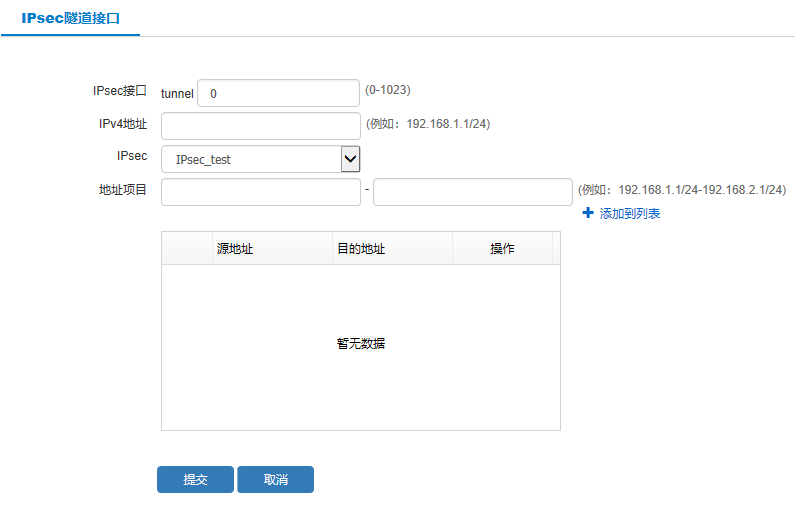 IPsec隧道接口
IPsec接口 tunnel 0 (0-1023)
IPv4地址 (例如：192.168.1.1/24)
IPsec IPsec_test
地址项目 - (例如：192.168.1.1/24-192.168.2.1/24)
添加到列表
源地址 目的地址 操作
暂无数据
提交 取消